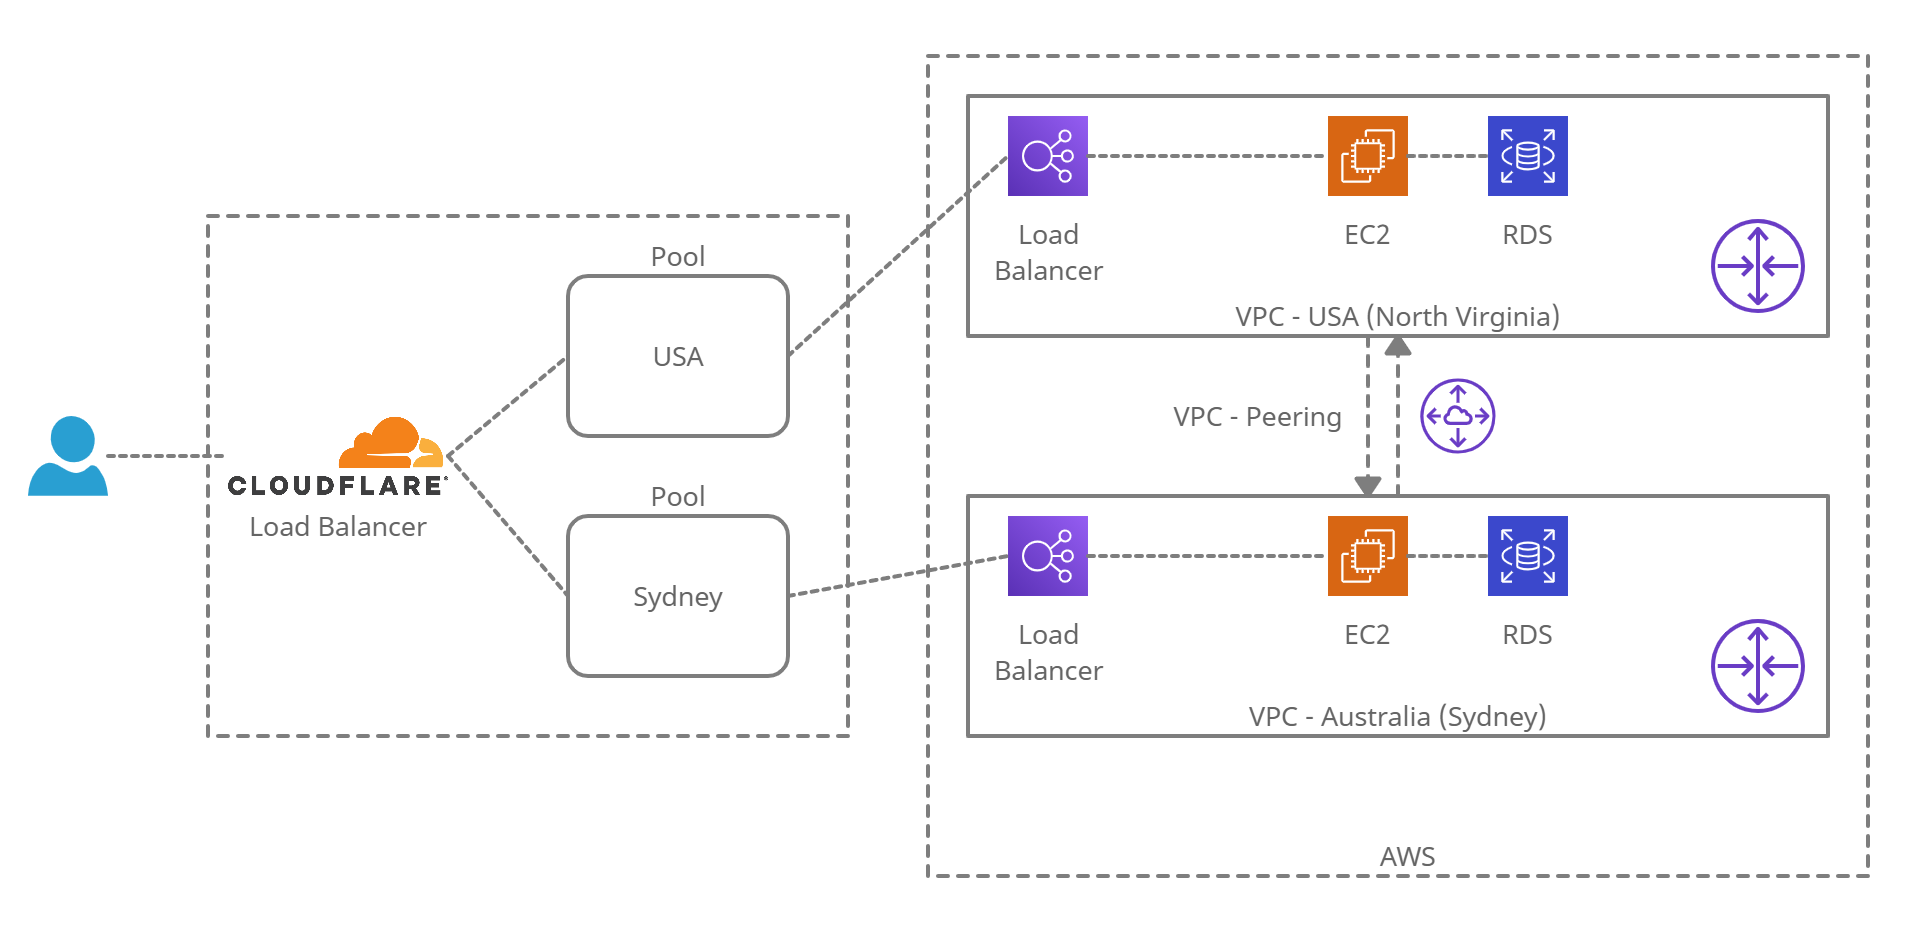 Pool
USA
CLOUDFLARE
Load Balancer
Pool
Sydney
Load
Balancer
EC2
RDS
VPC - USA (North Virginia)
VPC - Peering
Load
Balancer
EC2
RDS
VPC - Australia (Sydney)
AWS